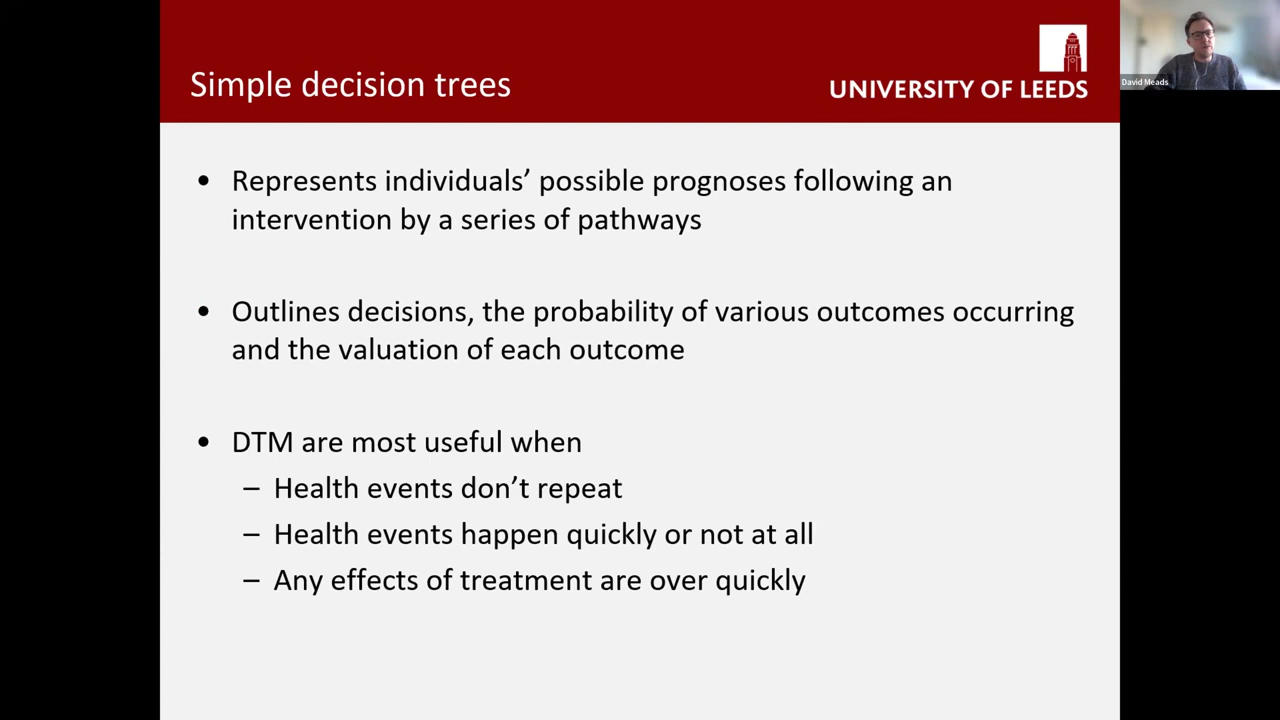 Simple decision trees
UNIVERSITY OF LEEDS
David Meads
• Represents individuals’ possible prognoses following an
intervention by a series of pathways
• Outlines decisions, the probability of various outcomes occurring
and the valuation of each outcome
• DTM are most useful when
– Health events don’t repeat
– Health events happen quickly or not at all
– Any effects of treatment are over quickly